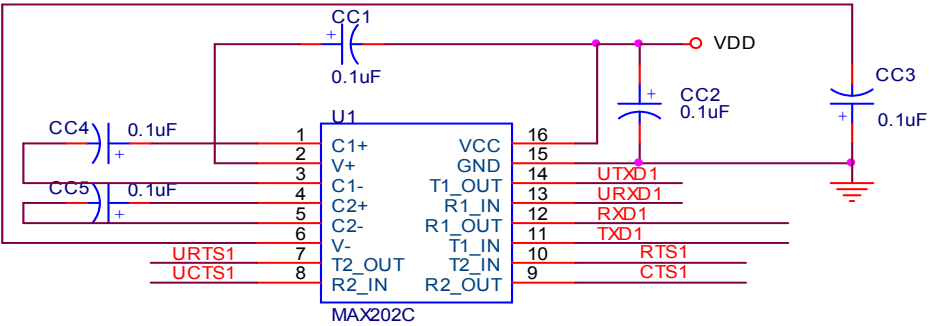 CC1
+
0.1uF
VDD
CC2
+
0.1uF
CC3
+
0.1uF
CC4
+
0.1uF
CC5
+
0.1uF
U1
1 C1+ VCC 16
2 V+ GND 15
3 C1- T1_OUT 14 UTXD1
4 C2+ R1_IN 13 URXD1
5 C2- R1_OUT 12 RXD1
6 V- T1_IN 11 TXD1
URTS1 7 T2_OUT T2_IN 10 RTS1
UCTS1 8 R2_IN R2_OUT 9 CTS1
MAX202C